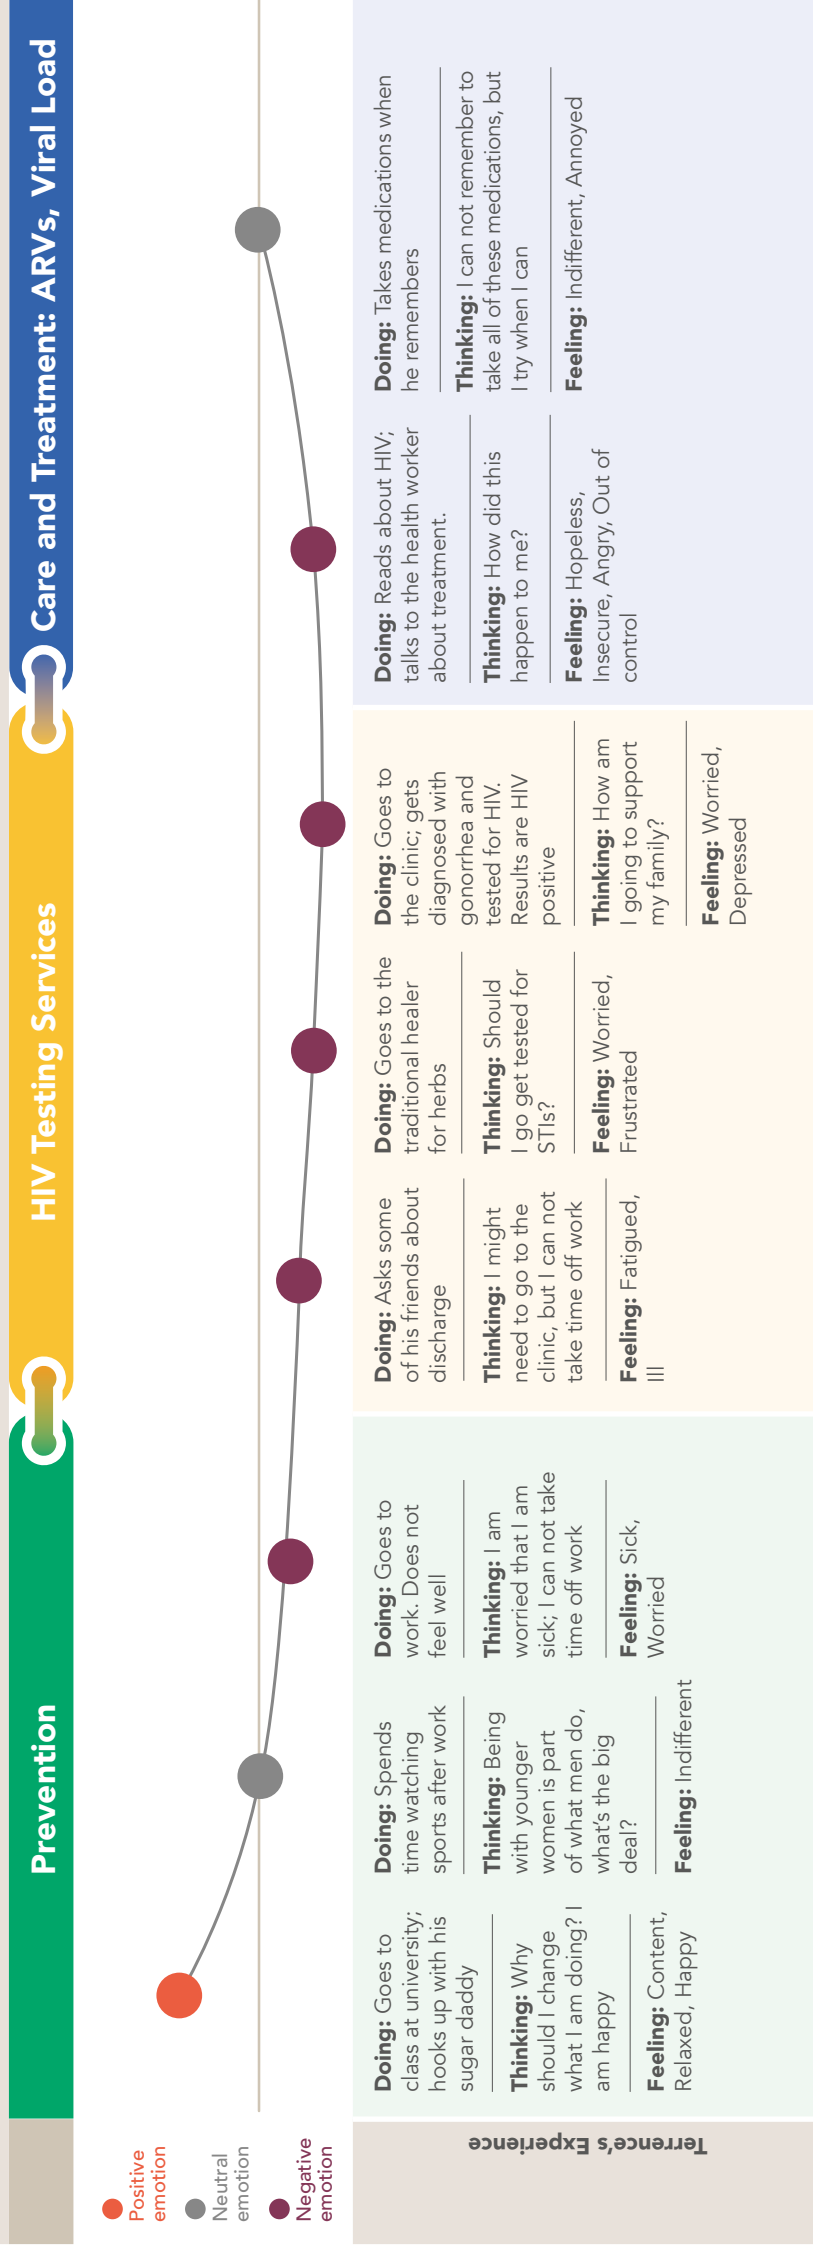 Prevention
HIV Testing Services
Care and Treatment: ARVs, Viral Load
Positive
emotion
Neutral
emotion
Negative
emotion
Terrence's Experience
Doing: Goes to
class at university;
hooks up with his
sugar daddy
Thinking: Why
should I change
what I am doing? I
am happy
Feeling: Content,
Relaxed, Happy
Doing: Spends
time watching
sports after work
Thinking: Being
with younger
women is part
of what men do,
what's the big
deal?
Feeling: Indifferent
Doing: Goes to
work. Does not
feel well
Thinking: I am
worried that I am
sick; I can not take
time off work
Feeling: Sick,
Worried
Doing: Asks some
of his friends about
discharge
Thinking: I might
need to go to the
clinic, but I can not
take time off work
Feeling: Fatigued,
Ill
Doing: Goes to the
traditional healer
for herbs
Thinking: Should
I go get tested for
STIs?
Feeling: Worried,
Frustrated
Doing: Goes to
the clinic; gets
diagnosed with
gonorrhea and
tested for HIV.
Results are HIV
positive
Thinking: How am
I going to support
my family?
Feeling: Worried,
Depressed
Doing: Reads about HIV;
talks to the health worker
about treatment.
Thinking: How did this
happen to me?
Feeling: Hopeless,
Insecure, Angry, Out of
control
Doing: Takes medications when
he remembers
Thinking: I can not remember to
take all of these medications, but
I try when I can
Feeling: Indifferent, Annoyed